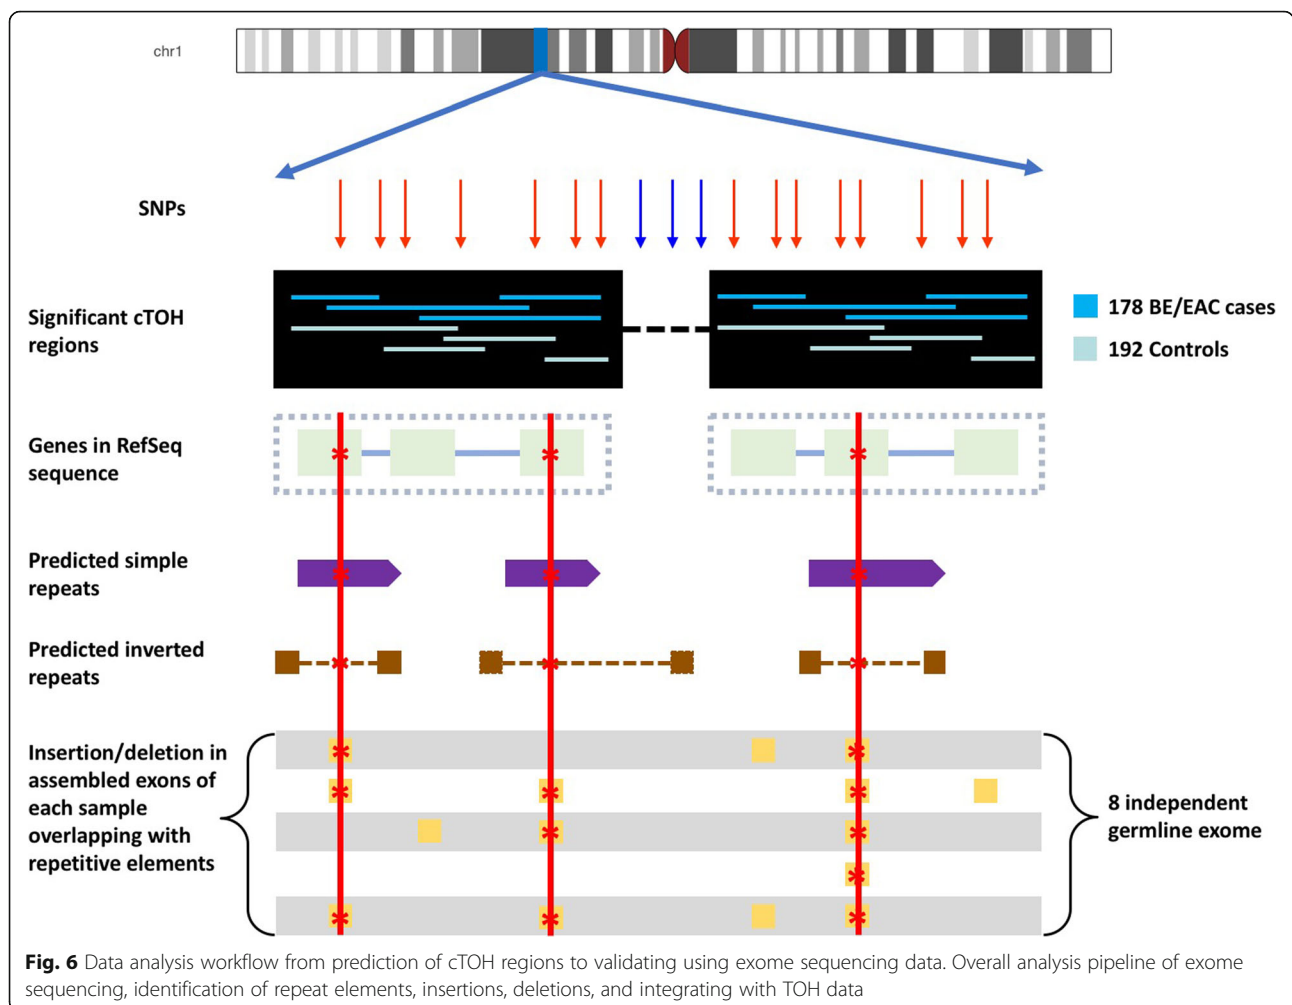 chr1
SNPs
Significant cTOH
regions
178 BE/EAC cases
192 Controls
Genes in RefSeq
sequence
Predicted simple
repeats
Predicted inverted
repeats
Insertion/deletion in
assembled exons of
each sample
overlapping with
repetitive elements
8 independent
germline exome
Fig. 6 Data analysis workflow from prediction of cTOH regions to validating using exome sequencing data. Overall analysis pipeline of exome
sequencing, identification of repeat elements, insertions, deletions, and integrating with TOH data